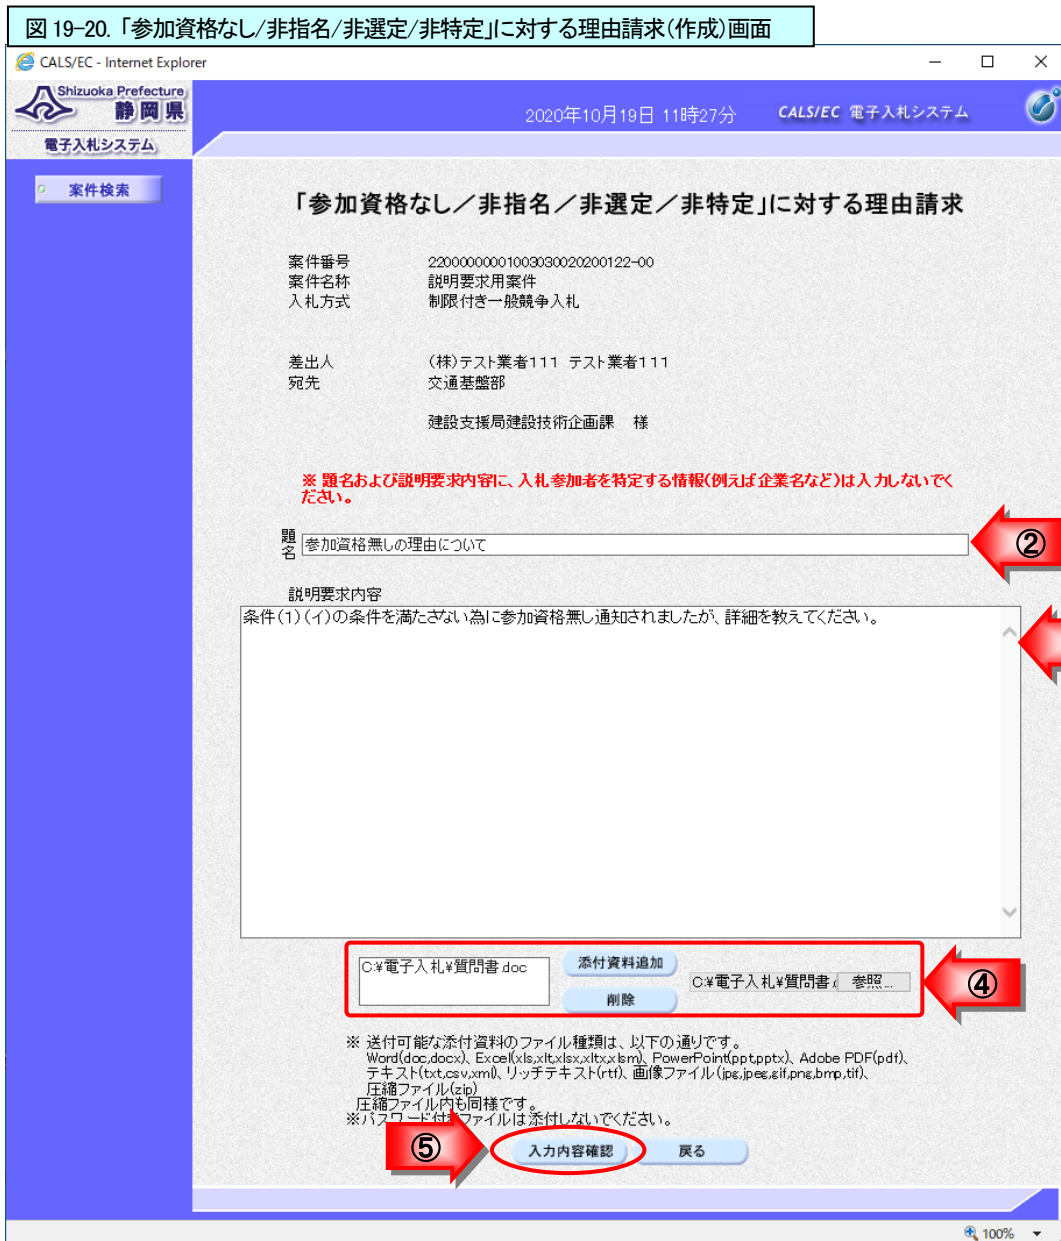 図 19-20. 「参加資格なし/非指名/非選定/非特定」に対する理由請求(作成)画面
CALS/EC - Internet Explorer
Shizuoka Prefecture
静岡県
2020年10月19日 11時27分 CALS/EC 電子入札システム
電子入札システム
案件検索
「参加資格なし／非指名／非選定／非特定」に対する理由請求
案件番号 2200000001003030020200122-00
案件名称 説明要求用案件
入札方式 制限付き一般競争入札
差出人 (株)テスト業者111 テスト業者111
宛先 交通基盤部
建設支援局建設技術企画課 様
※ 題名および説明要求内容に、入札参加者を特定する情報(例えば企業名など)は入力しないでく
ださい。
題名 参加資格無しの理由について ②
説明要求内容
条件(1)(イ)の条件を満たさない為に参加資格無し通知されましたが、詳細を教えてください。
C:¥電子入札¥質問書.doc 添付資料追加
削除 C:¥電子入札¥質問書.( 参照... ④
※ 送付可能な添付資料のファイル種類は、以下の通りです。
Word(doc,docx)、Excel(xls,xlt,xlsx,xltx,xlsm)、PowerPoint(ppt,pptx)、Adobe PDF(pdf)、
テキスト(txt,csv,xml)、リッチテキスト(rtf)、画像ファイル(jpg,jpeg,gif,png,bmp,tif)、
圧縮ファイル(zip)
圧縮ファイル内も同様です。
※パスワード付きファイルは添付しないでください。
⑤ 入力内容確認 戻る
100%